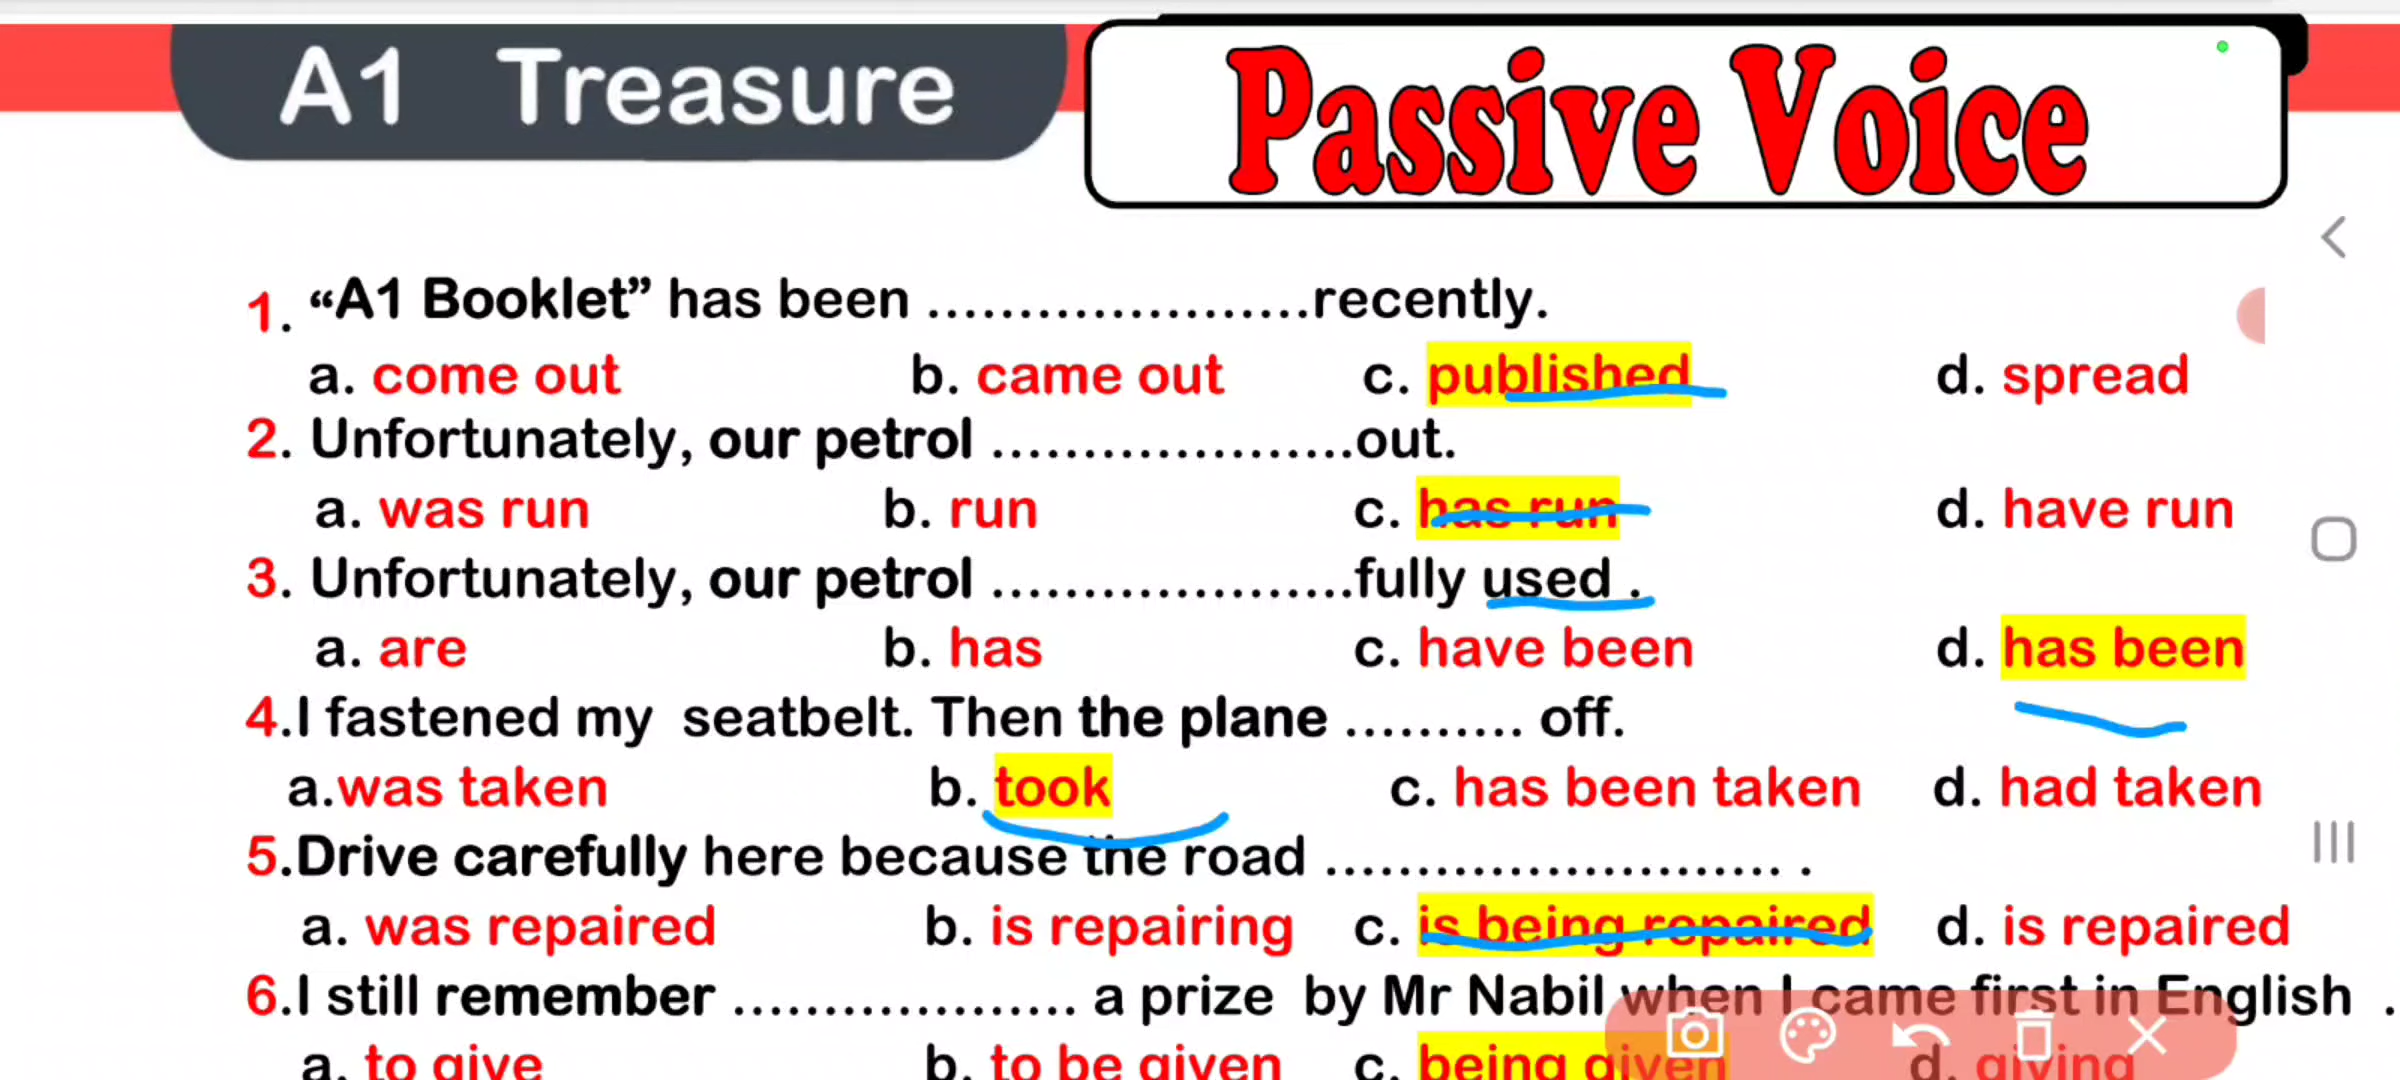 A1 Treasure
Passive Voice
1. “A1 Booklet” has been .....................recently.
a. come out b. came out c. published d. spread
2. Unfortunately, our petrol ....................out.
a. was run b. run c. has run d. have run
3. Unfortunately, our petrol ....................fully used .
a. are b. has c. have been d. has been
4.I fastened my seatbelt. Then the plane .......... off.
a.was taken b. took c. has been taken d. had taken
5.Drive carefully here because the road ......................... .
a. was repaired b. is repairing c. is being repaired d. is repaired
6.I still remember ................... a prize by Mr Nabil when I came first in English .
a. to give b. to be given c. being given d. giving